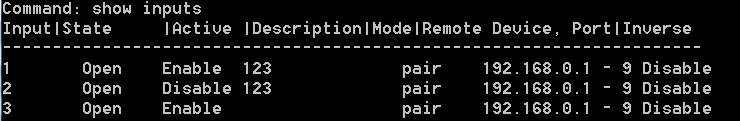 Command: show inputs
Input|State     |Active |Description|Mode|Remote Device, Port|Inverse
----------------------------------------------------------------------
1       Open    Enable  123             pair    192.168.0.1 - 9 Disable
2       Open    Disable 123             pair    192.168.0.1 - 9 Disable
3       Open    Enable                  pair    192.168.0.1 - 9 Disable